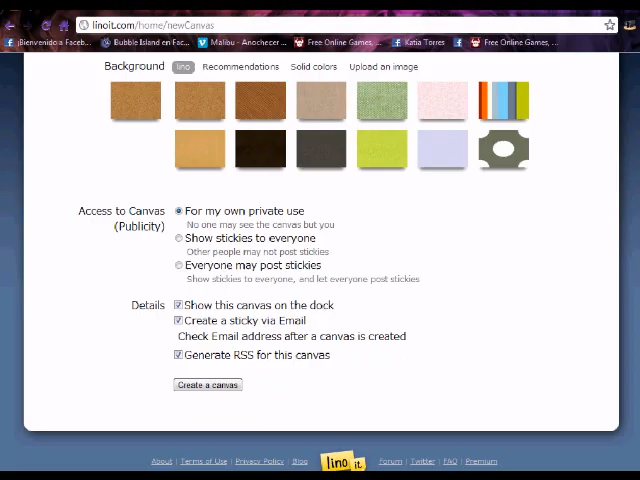 linoit.com/home/newCanvas
¡Bienvenido a Faceb... Bubble Island en Fac... Malibu - Anochecer ... Free Online Games,... Katia Torres Free Online Games,...
Background lino Recommendations Solid colors Upload an image
Access to Canvas (Publicity)
For my own private use
No one may see the canvas but you
Show stickies to everyone
Other people may not post stickies
Everyone may post stickies
Show stickies to everyone, and let everyone post stickies
Details
Show this canvas on the dock
Create a sticky via Email
Check Email address after a canvas is created
Generate RSS for this canvas
Create a canvas
About | Terms of Use | Privacy Policy | Blog lino it Forum | Twitter | FAQ | Premium